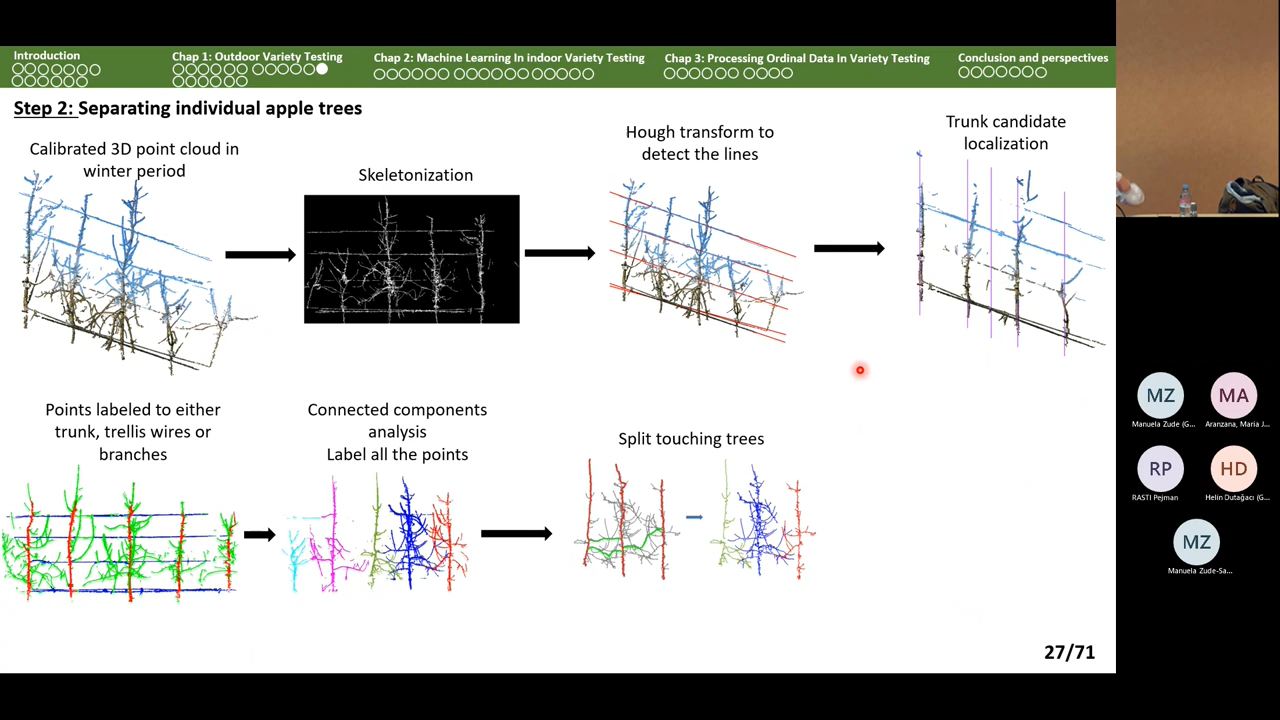 Introduction
Chap 1: Outdoor Variety Testing
Chap 2: Machine Learning In indoor Variety Testing
Chap 3: Processing Ordinal Data In Variety Testing
Conclusion and perspectives
Step 2: Separating individual apple trees
Calibrated 3D point cloud in
winter period
Skeletonization
Hough transform to
detect the lines
Trunk candidate
localization
Points labeled to either
trunk, trellis wires or
branches
Connected components
analysis
Label all the points
Split touching trees
27/71
MZ
Manuela Zude (G...
MA
Aranzana, Maria J...
RP
RASTI Pejman
HD
Helin Dutağacı (G...
MZ
Manuela Zude-Sa...